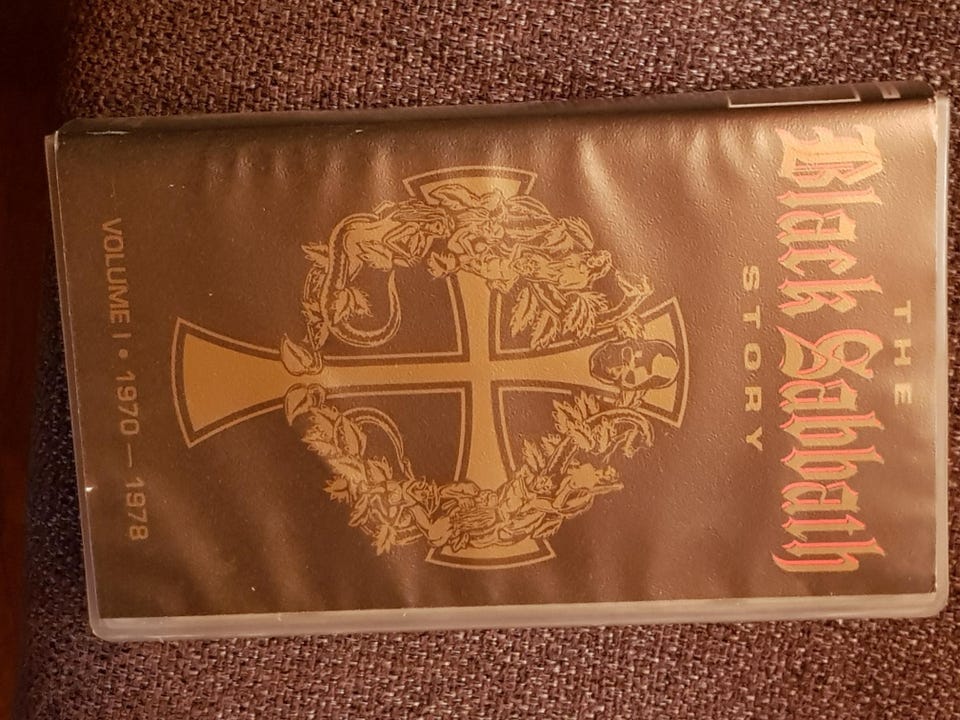 THE
Black Sabbath
STORY
VOLUME I • 1970 — 1978